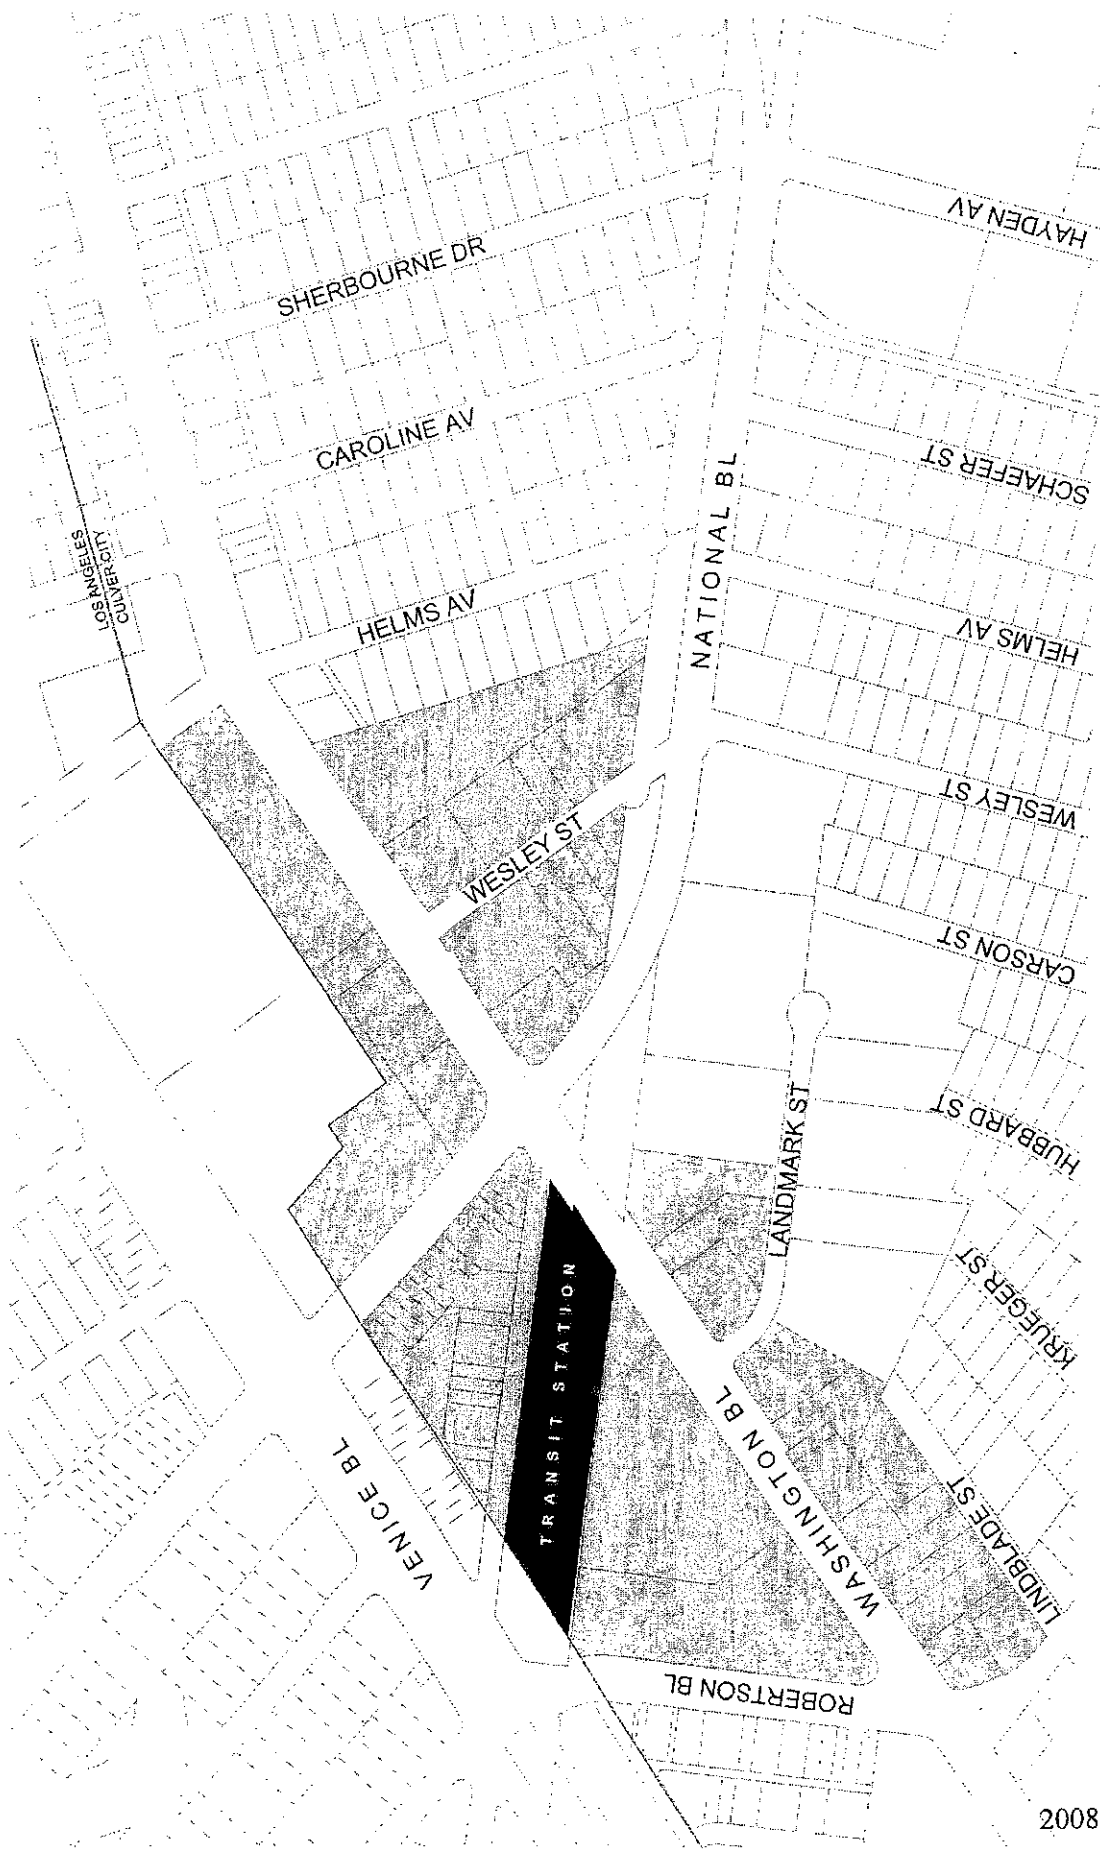 HAYDEN AV
SHERBOURNE DR
CAROLINE AV
SCHAEFER ST
NATIONAL BL
LOS ANGELES
CULVER CITY
HELMS AV
HELMS AV
WESLEY ST
WESLEY ST
CARSON ST
LANDMARK ST
HUBBARD ST
KRUEGER ST
TRANSIT STATION
VENICE BL
WASHINGTON BL
LINDBLADE ST
ROBERTSON BL
2008